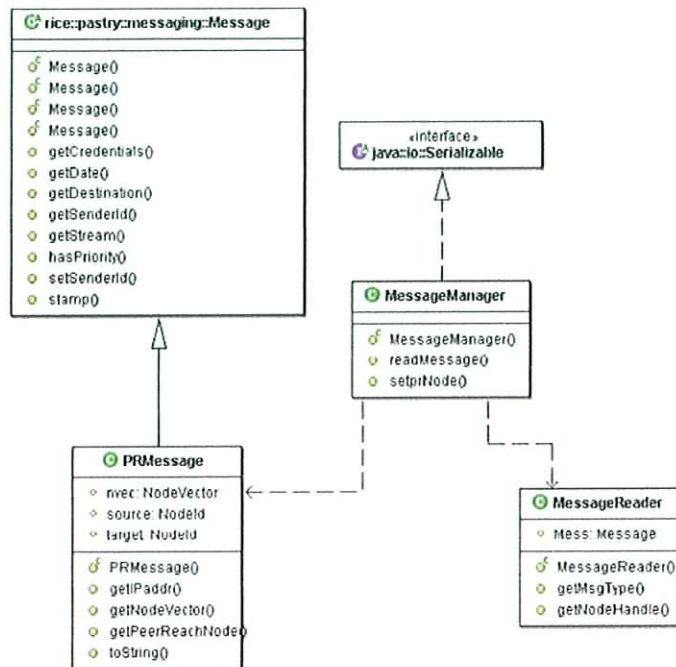 rice::pastry::messaging::Message
Message()
Message()
Message()
Message()
getCredentials()
getDate()
getDestination()
getSenderId()
getStream()
hasPriority()
setSenderId()
stamp()
«interface»
java::io::Serializable
MessageManager
MessageManager()
readMessage()
setprNode()
PRMessage
nvec: NodeVector
source: NodeId
target: NodeId
PRMessage()
getIPaddr()
getNodeVector()
getPeerReachNode()
toString()
MessageReader
Mess: Message
MessageReader()
getMsgType()
getNodeHandle()